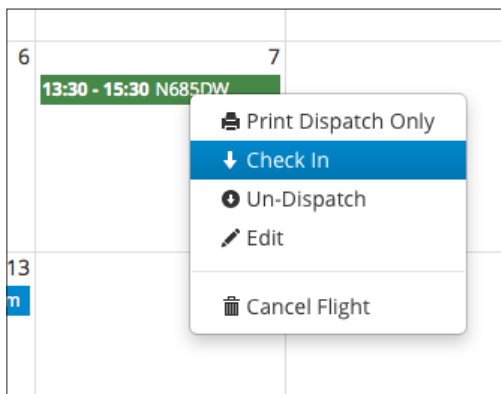 6
7
13:30 - 15:30 N685DW
Print Dispatch Only
Check In
Un-Dispatch
Edit
13
m
Cancel Flight